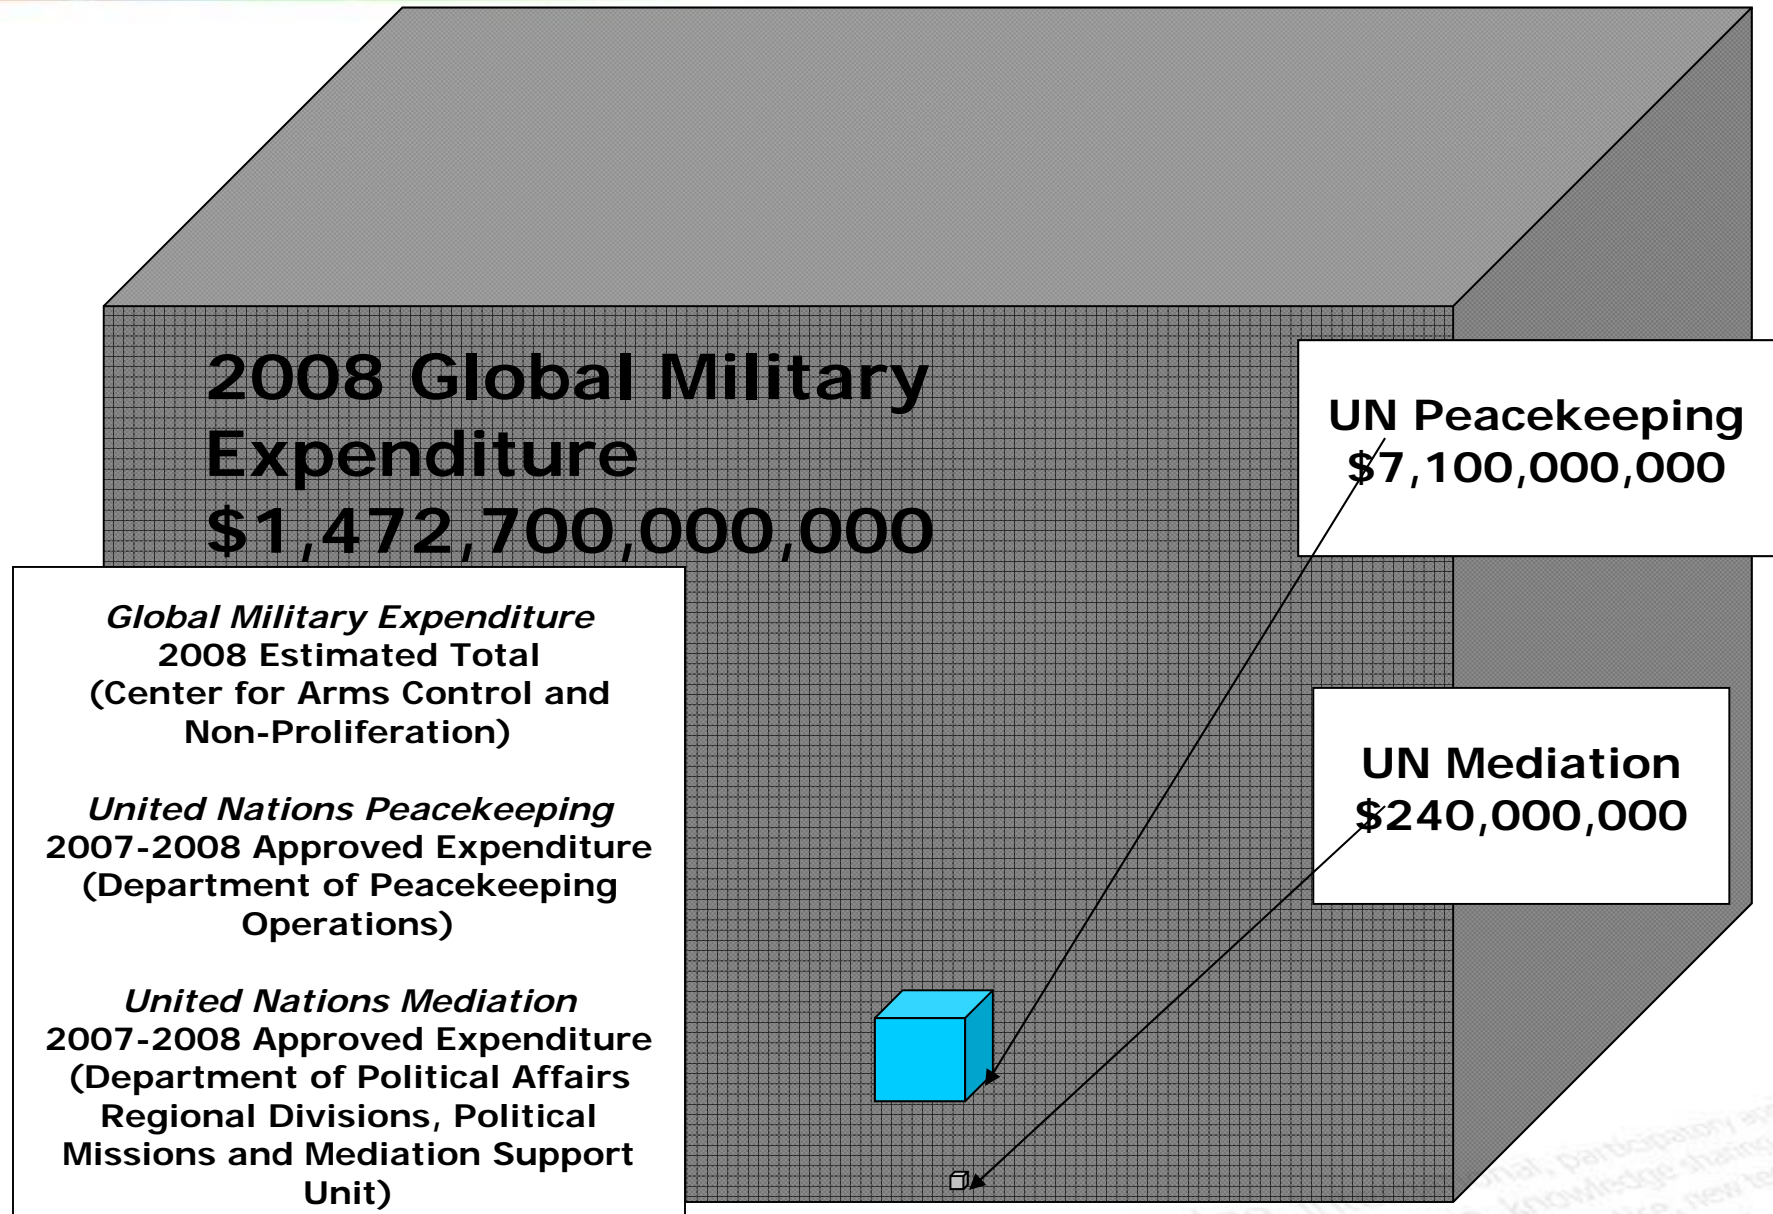 2008 Global Military
Expenditure
$1,472,700,000,000
UN Peacekeeping
$7,100,000,000
Global Military Expenditure
2008 Estimated Total
(Center for Arms Control and
Non-Proliferation)
United Nations Peacekeeping
2007-2008 Approved Expenditure
(Department of Peacekeeping
Operations)
United Nations Mediation
2007-2008 Approved Expenditure
(Department of Political Affairs
Regional Divisions, Political
Missions and Mediation Support
Unit)
UN Mediation
$240,000,000
participatory
knowledge sharing